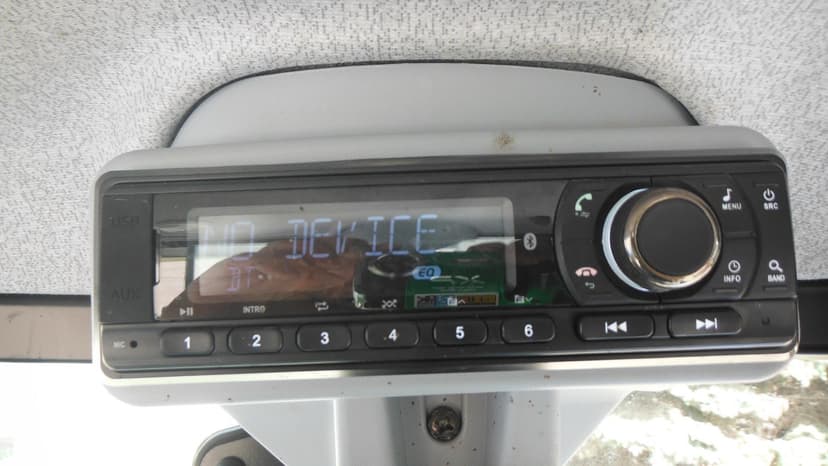 USB
NO DEVICE
BT
EQ
AUX
INTRO
MENU
SRC
INFO
BAND
MIC
1
2
3
4
5
6